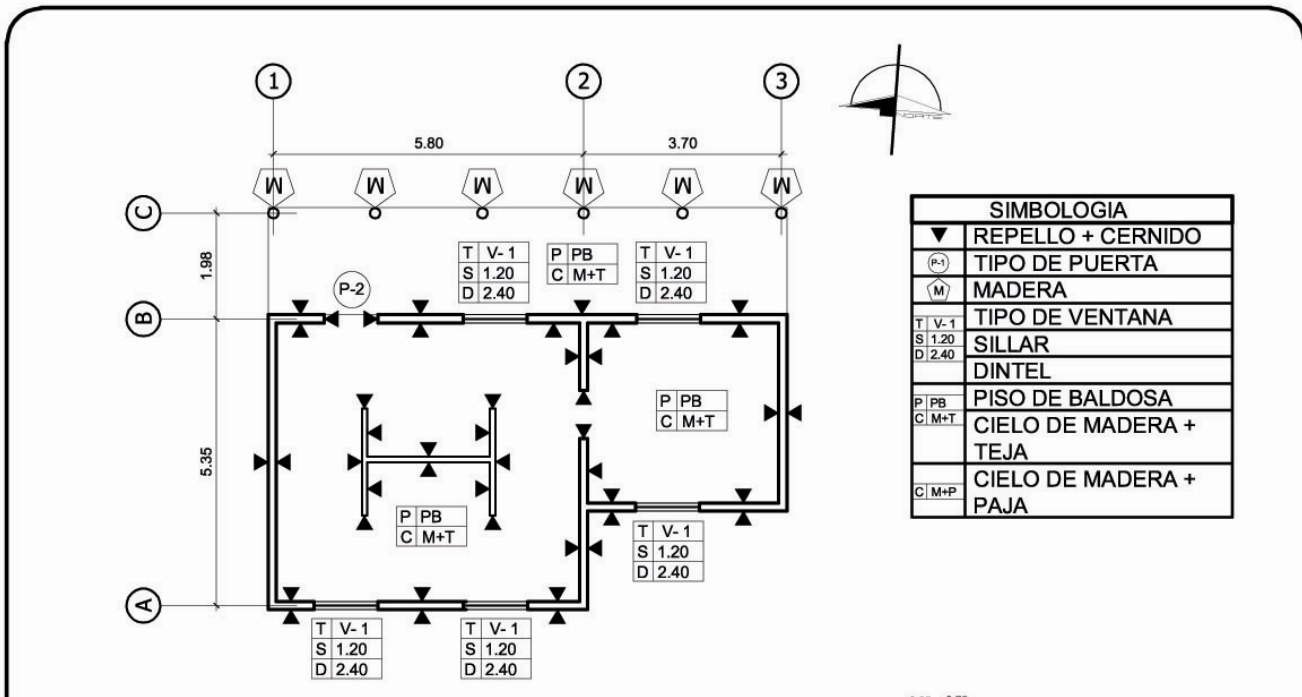 1
2
3
NORTE
5.80
3.70
M
M
M
M
M
M
C
1.98
T V-1
S 1.20
D 2.40
P PB
C M+T
T V-1
S 1.20
D 2.40
P-2
B
5.35
P PB
C M+T
P PB
C M+T
T V-1
S 1.20
D 2.40
A
T V-1
S 1.20
D 2.40
T V-1
S 1.20
D 2.40
SIMBOLOGIA
REPELLO + CERNIDO
P-1 TIPO DE PUERTA
M MADERA
T V-1 TIPO DE VENTANA
S 1.20 SILLAR
D 2.40 DINTEL
P PB PISO DE BALDOSA
C M+T CIELO DE MADERA +
TEJA
C M+P CIELO DE MADERA +
PAJA